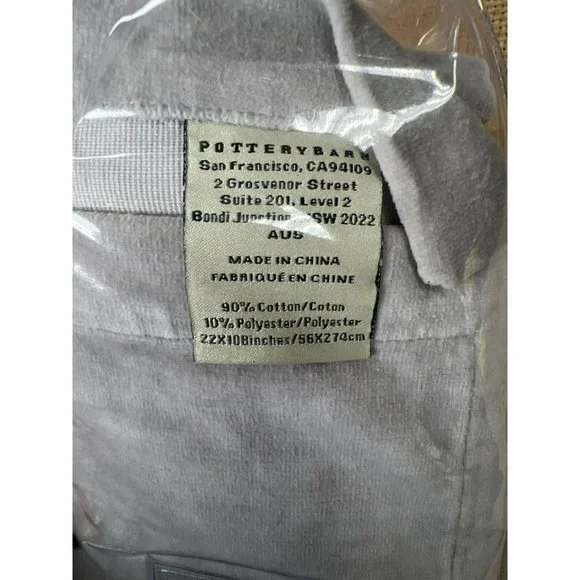 POTTERYBARN
San Francisco, CA94109
2 Grosvenor Street
Suite 201, Level 2
Bondi Junction, NSW 2022
AUS
MADE IN CHINA
FABRIQUÉ EN CHINE
90% Cotton/Coton
10% Polyester/Polyester
22X108inches/56X274cm